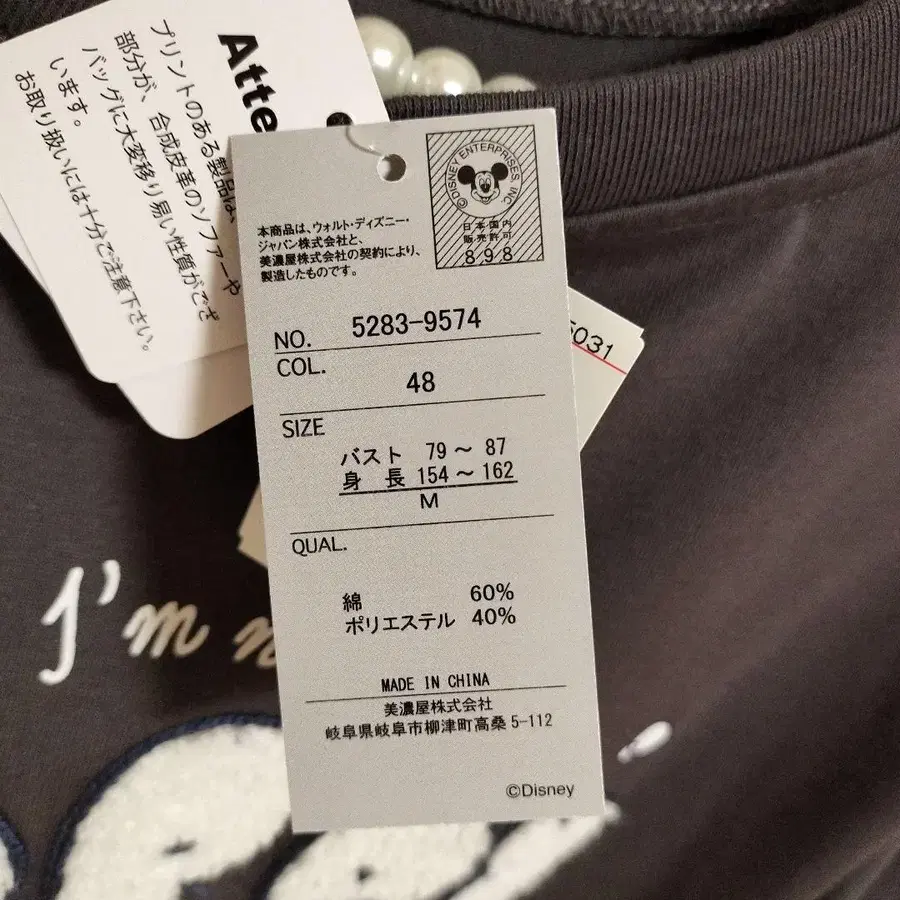 Atte
プリントのある製品は、
部分が、合成皮革のソファーや
バッグに大変移り易い性質がござ
います。
お取り扱いには十分ご注意下さい。
©DISNEY ENTERPRISES, INC.
日本国内
販売許可
898
本商品は、ウォルト・ディズニー・
ジャパン株式会社と、
美濃屋株式会社の契約により、
製造したものです。
NO. 5283-9574
COL.
48
SIZE
バスト 79～ 87
身 長 154～162
M
QUAL.
綿 60%
ポリエステル 40%
MADE IN CHINA
美濃屋株式会社
岐阜県岐阜市柳津町高桑5-112
©Disney
5031
I'm n